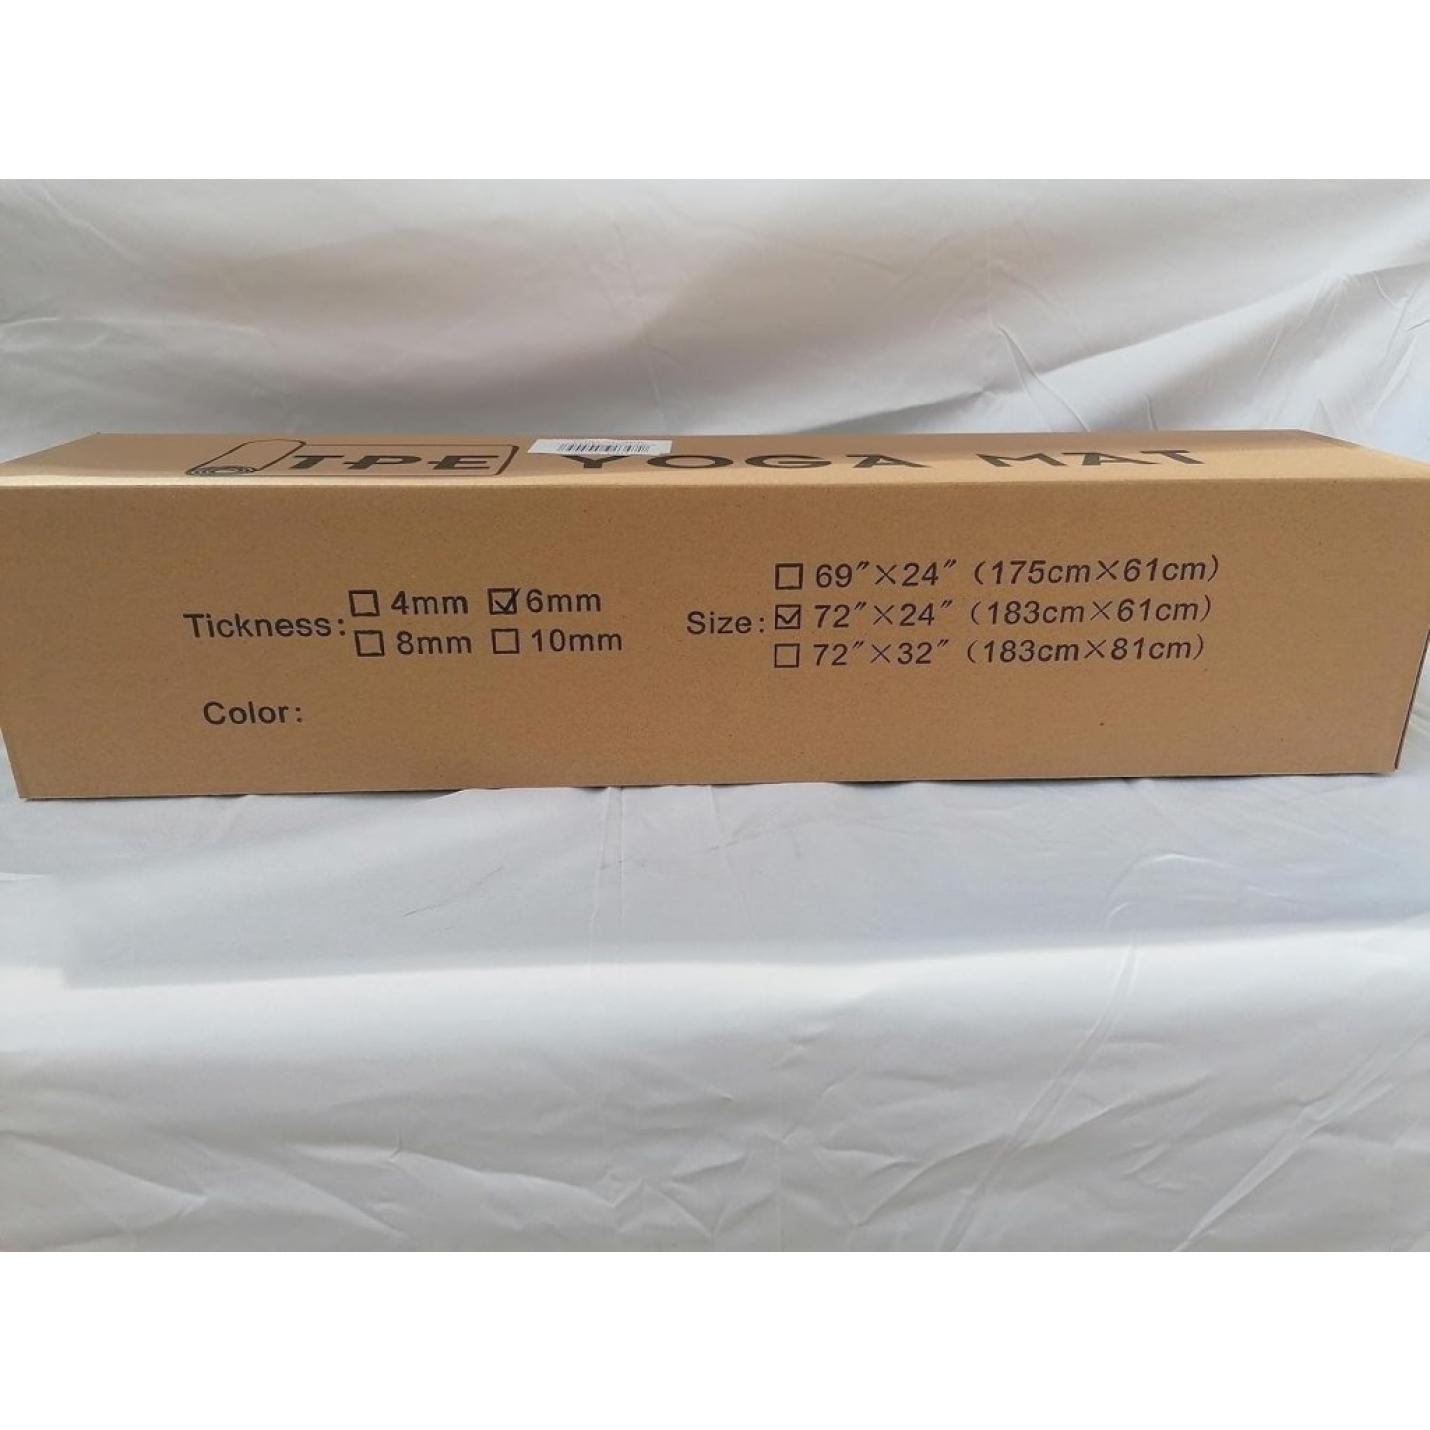 TPE YOGA MAT
Tickness: 4mm 6mm
8mm 10mm
Size: 69″×24″ (175cm×61cm)
72″×24″ (183cm×61cm)
72″×32″ (183cm×81cm)
Color: